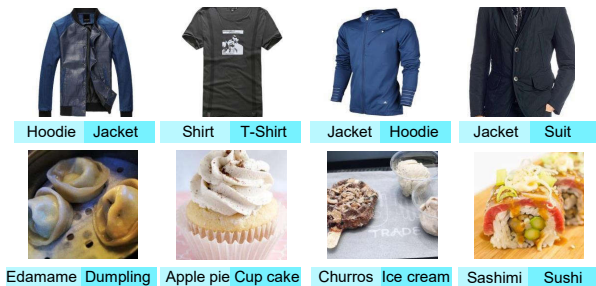 Hoodie Jacket
Shirt T-Shirt
Jacket Hoodie
Jacket Suit
TRADE
Edamame Dumpling
Apple pie Cup cake
Churros Ice cream
Sashimi Sushi